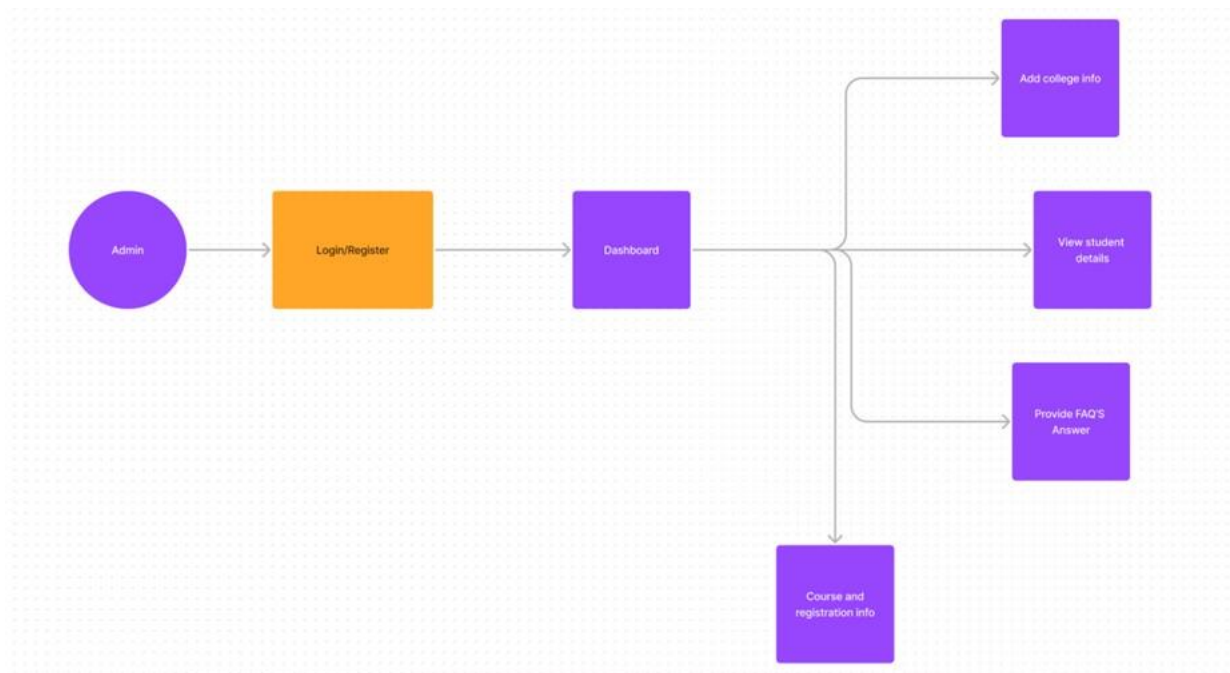 Add college info
Admin
Login/Register
Dashboard
View student
details
Provide FAQ'S
Answer
Course and
registration info